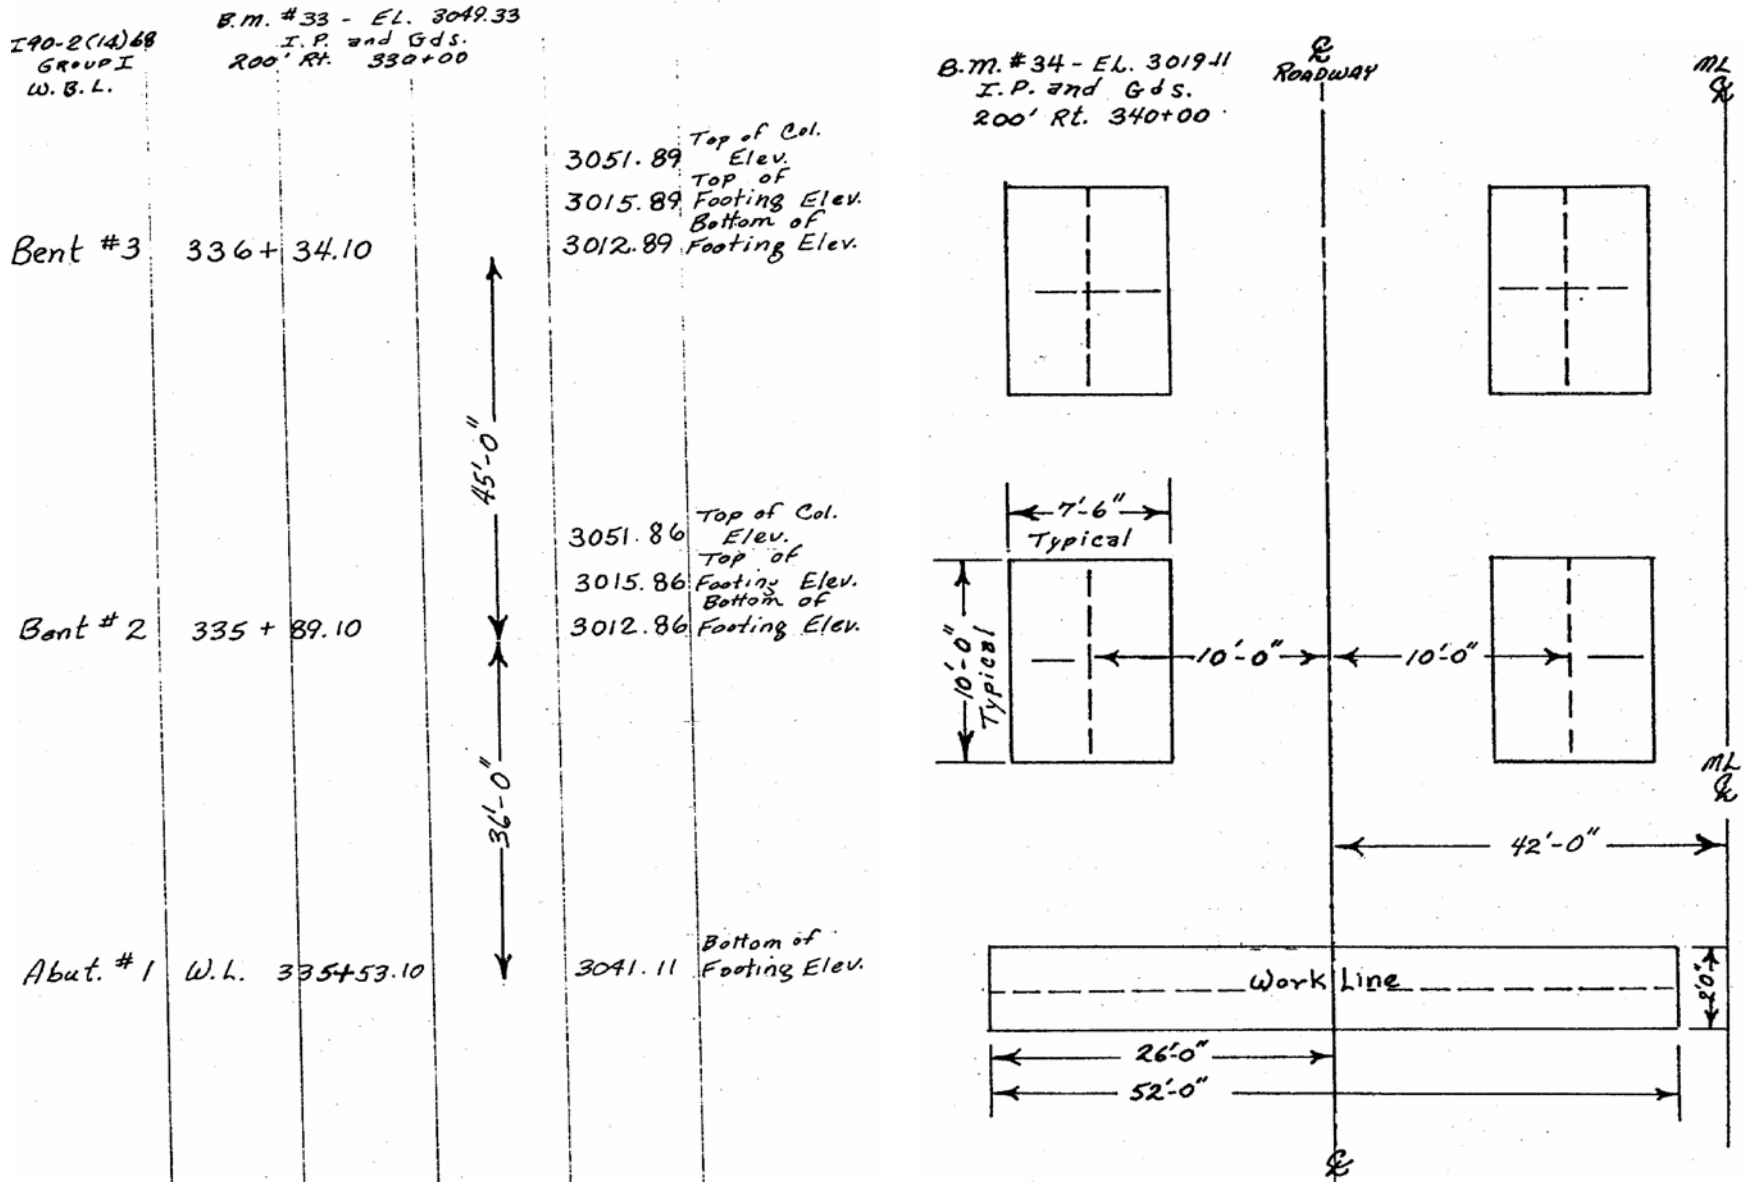 B.M. #33 - EL. 3049.33
I.P. and Gds.
200' Rt. 330+00
I90-2(14)68
GROUP I
W.B.L.
Top of Col.
3051.89 Elev.
Top of
3015.89 Footing Elev.
Bottom of
Bent #3 336+34.10 3012.89 Footing Elev.
45'-0"
Top of Col.
3051.86 Elev.
Top of
3015.86 Footing Elev.
Bottom of
Bent #2 335+89.10 3012.86 Footing Elev.
36'-0"
Bottom of
Abut. #1 W.L. 335+53.10 3041.11 Footing Elev.
B.M. #34 - EL. 3019.11
I.P. and Gds.
200' Rt. 340+00
℄
ROADWAY
ML
℄
7'-6"
Typical
10'-0"
Typical
10'-0" 10'-0"
ML
℄
42'-0"
Work Line
26'-0"
52'-0"
℄